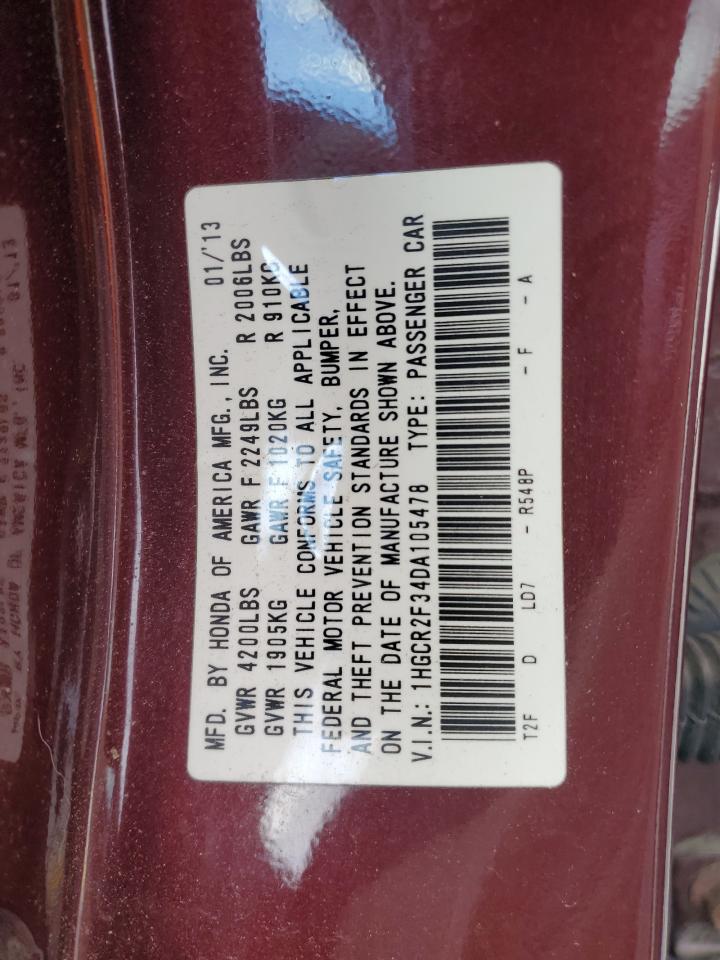 MFD. BY HONDA OF AMERICA MFG., INC. 01/'13
GVWR 4200LBS GAWR F 2249LBS R 2006LBS
GVWR 1905KG GAWR F 1020KG R 910KG
THIS VEHICLE CONFORMS TO ALL APPLICABLE
FEDERAL MOTOR VEHICLE SAFETY, BUMPER,
AND THEFT PREVENTION STANDARDS IN EFFECT
ON THE DATE OF MANUFACTURE SHOWN ABOVE.
V.I.N.: 1HGCR2F34DA105478 TYPE: PASSENGER CAR
T2F D LD7 - R548P - F - A